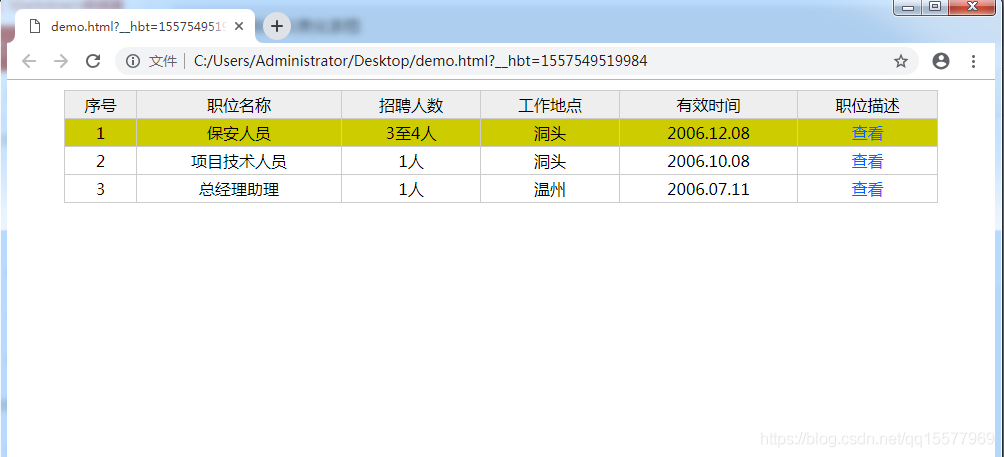 demo.html?__hbt=1557549519
文件 C:/Users/Administrator/Desktop/demo.html?__hbt=1557549519984
序号 职位名称 招聘人数 工作地点 有效时间 职位描述
1 保安人员 3至4人 洞头 2006.12.08 查看
2 项目技术人员 1人 洞头 2006.10.08 查看
3 总经理助理 1人 温州 2006.07.11 查看
https://blog.csdn.net/qq15577969